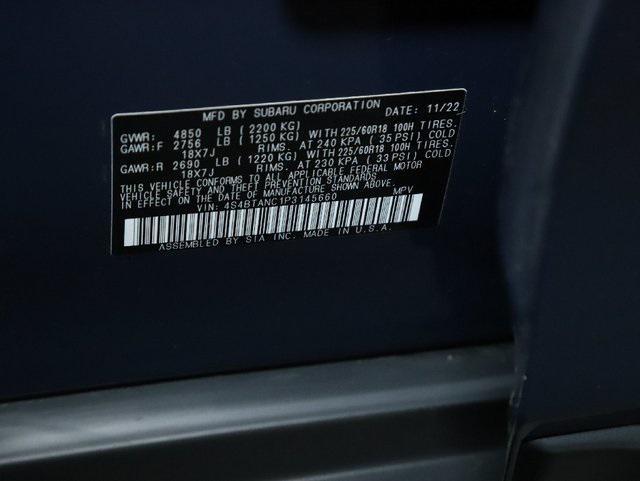 MFD BY SUBARU CORPORATION DATE: 11/22
GVWR: 4850 LB (2200 KG)
GAWR:F 2756 LB (1250 KG) WITH 225/60R18 100H TIRES.
18X7J RIMS. AT 240 KPA (35 PSI) COLD
GAWR:R 2690 LB (1220 KG) WITH 225/60R18 100H TIRES.
18X7J RIMS. AT 230 KPA (33 PSI) COLD
THIS VEHICLE CONFORMS TO ALL APPLICABLE FEDERAL MOTOR
VEHICLE SAFETY AND THEFT PREVENTION STANDARDS
IN EFFECT ON THE DATE OF MANUFACTURE SHOWN ABOVE.
VIN: 4S4BTANC1P3145660 MPV
ASSEMBLED BY SIA INC. MADE IN U.S.A.